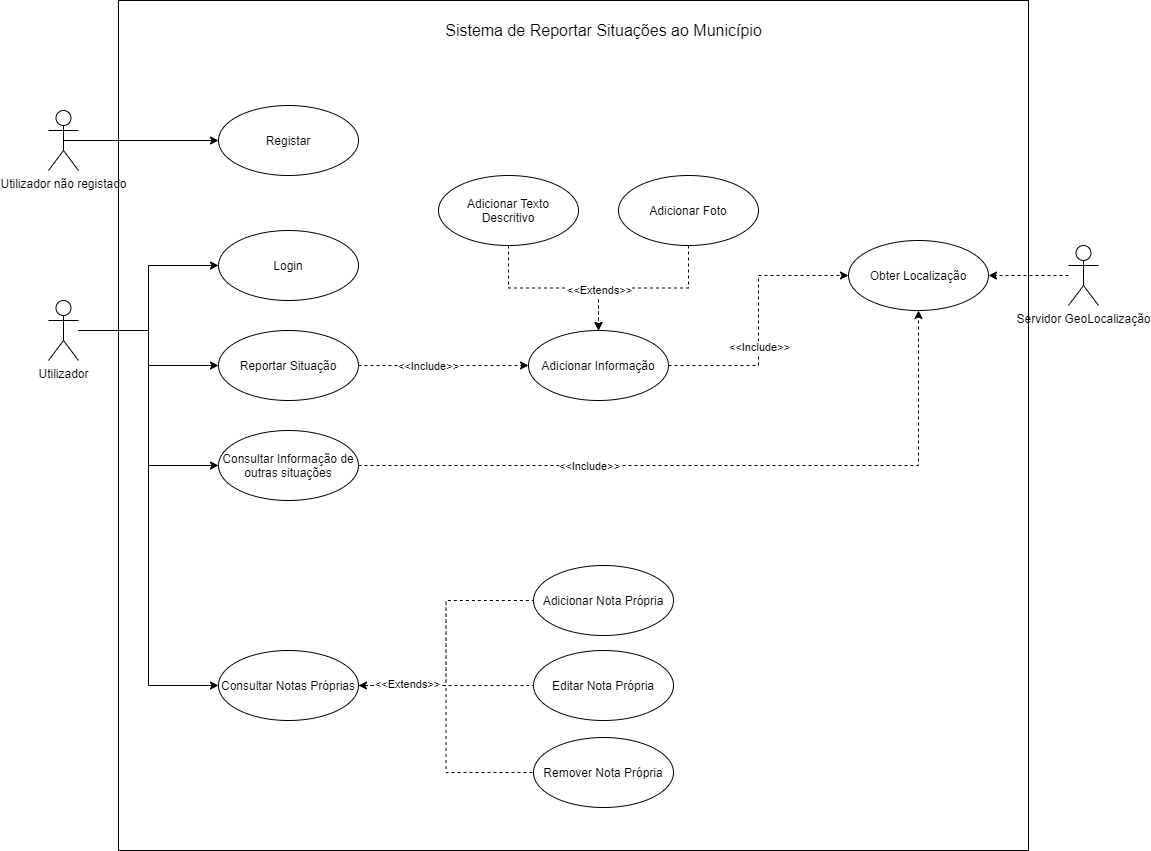 Sistema de Reportar Situações ao Município
Registar
Utilizador não registado
Adicionar Texto
Descritivo
Adicionar Foto
Login
Obter Localização
<<Extends>>
Servidor GeoLocalização
<<Include>>
Utilizador
Reportar Situação
<<Include>>
Adicionar Informação
Consultar Informação de
outras situações
<<Include>>
Adicionar Nota Própria
Consultar Notas Próprias
<<Extends>>
Editar Nota Própria
Remover Nota Própria